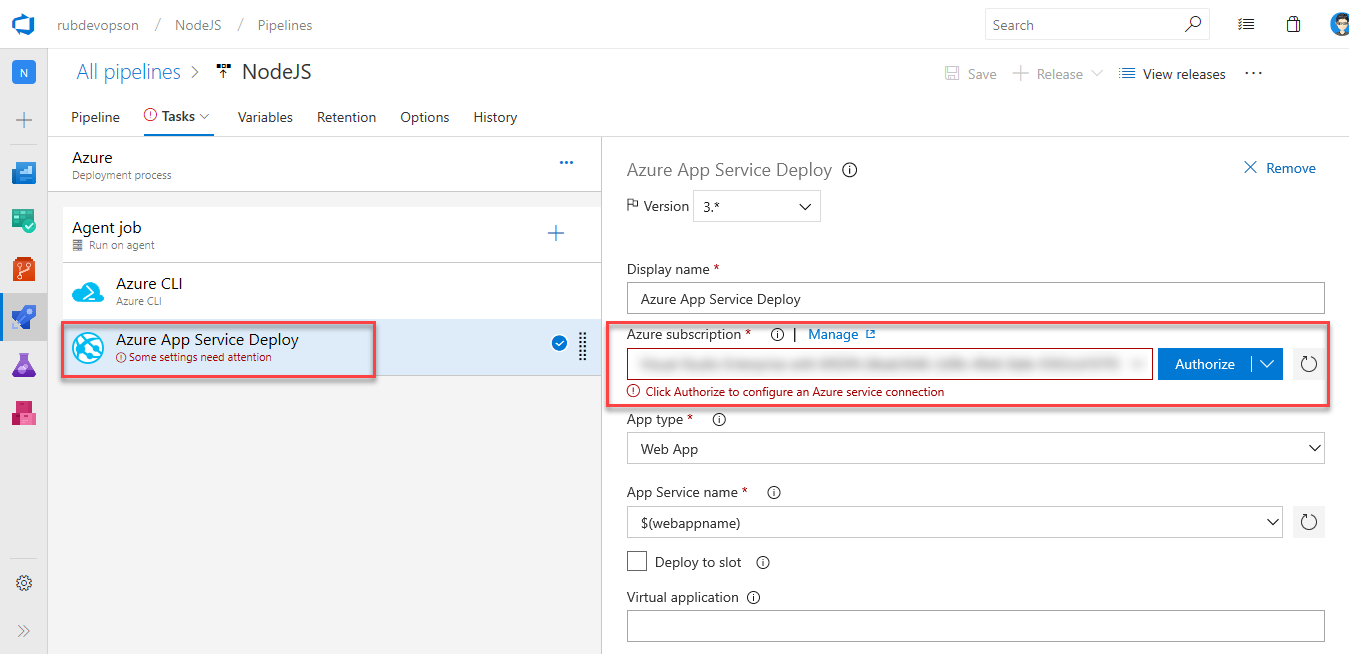 rubdevopson / NodeJS / Pipelines
Search
N
All pipelines > NodeJS
Save
Release
View releases
Pipeline
Tasks
Variables
Retention
Options
History
Azure
Deployment process
Agent job
Run on agent
Azure CLI
Azure CLI
Azure App Service Deploy
Some settings need attention
Azure App Service Deploy
Remove
Version
3.*
Display name *
Azure App Service Deploy
Azure subscription *
|
Manage
Authorize
Click Authorize to configure an Azure service connection
App type *
Web App
App Service name *
$(webappname)
Deploy to slot
Virtual application